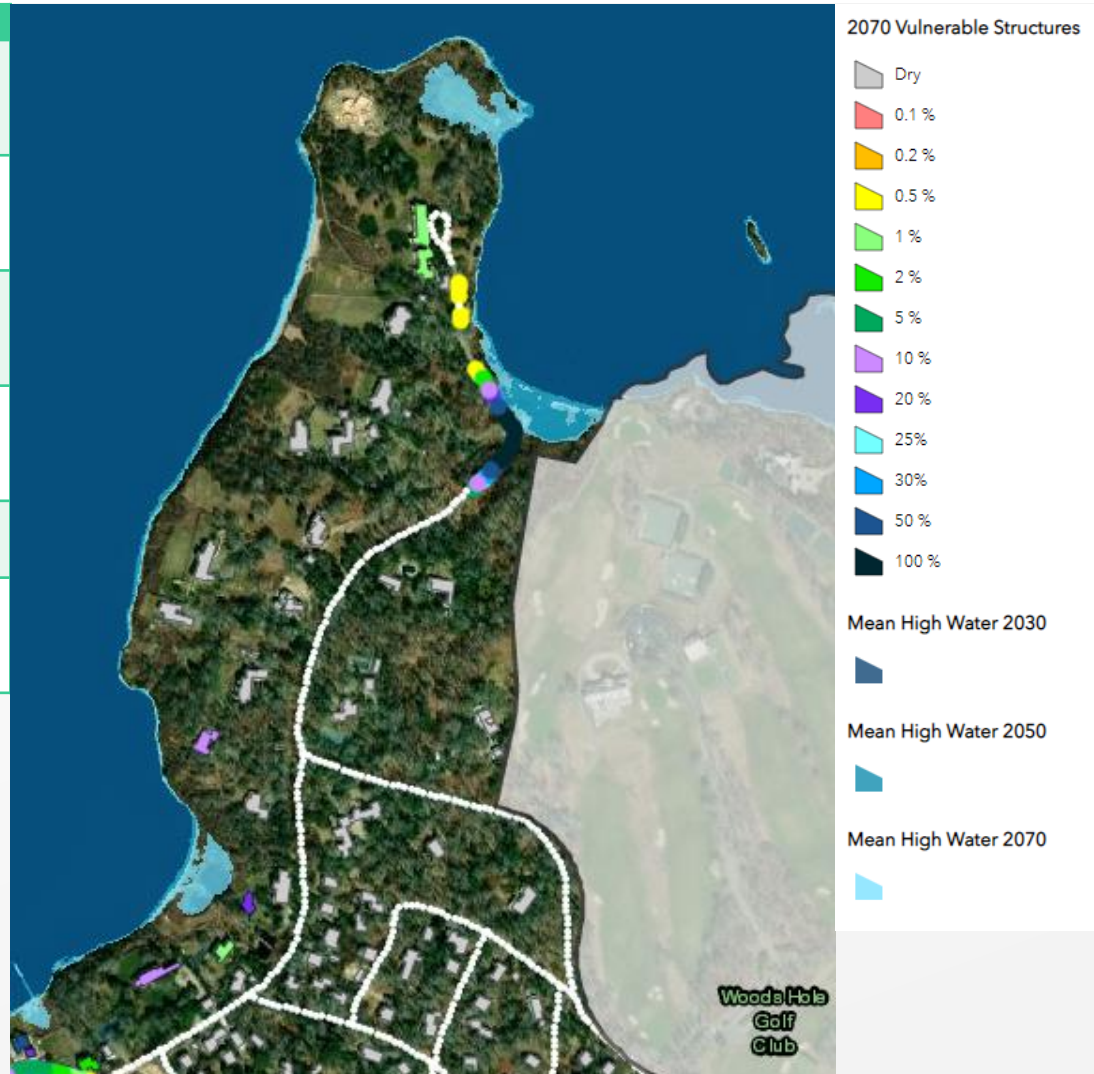 2070 Vulnerable Structures
Dry
0.1 %
0.2 %
0.5 %
1 %
2 %
5 %
10 %
20 %
25%
30%
50 %
100 %
Mean High Water 2030
Mean High Water 2050
Mean High Water 2070
Woods Hole
Golf
Club